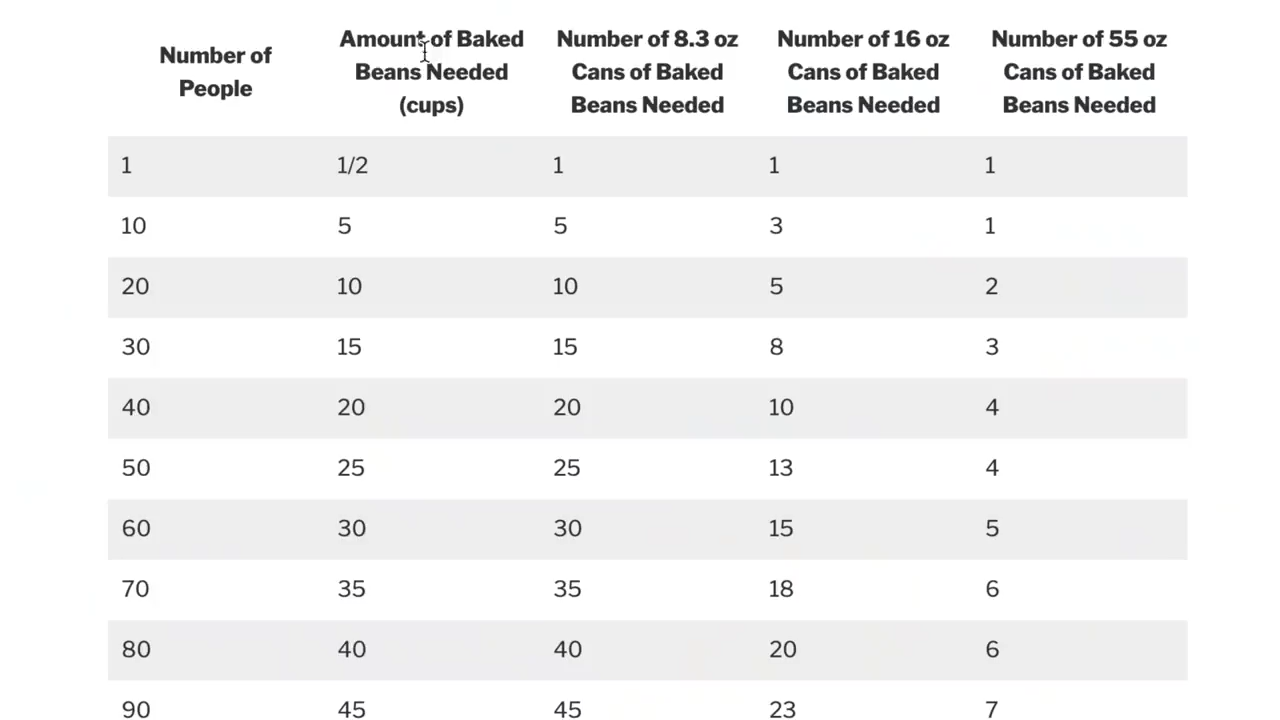 Number of People
Amount of Baked Beans Needed (cups)
Number of 8.3 oz Cans of Baked Beans Needed
Number of 16 oz Cans of Baked Beans Needed
Number of 55 oz Cans of Baked Beans Needed
1 1/2 1 1 1
10 5 5 3 1
20 10 10 5 2
30 15 15 8 3
40 20 20 10 4
50 25 25 13 4
60 30 30 15 5
70 35 35 18 6
80 40 40 20 6
90 45 45 23 7